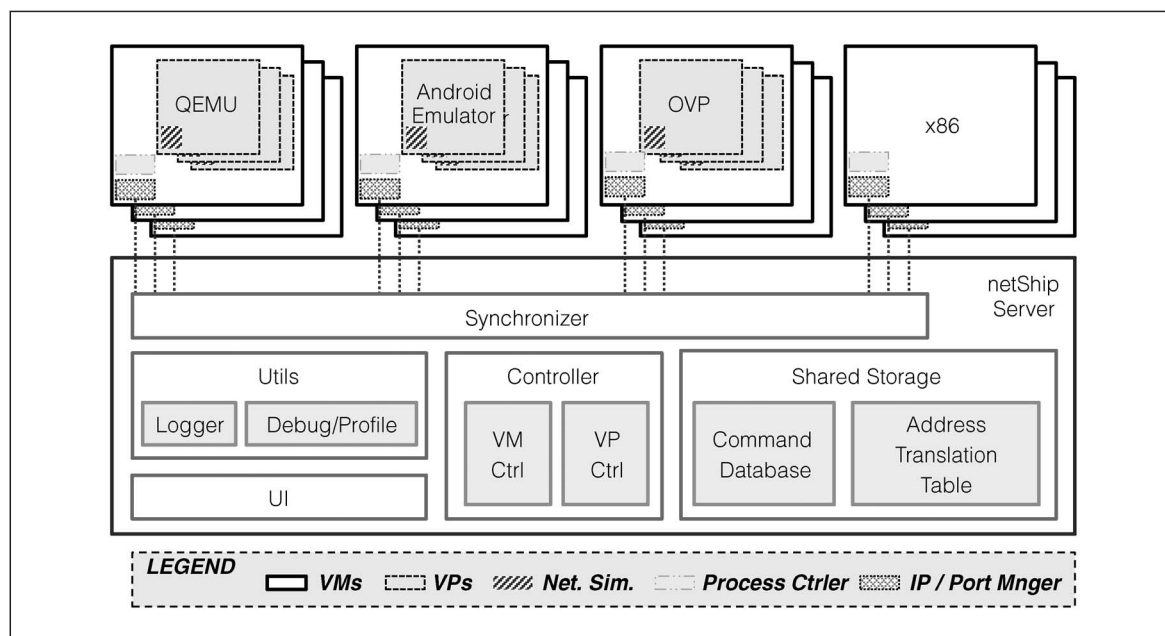 QEMU
Android
Emulator
OVP
x86
netShip
Server
Synchronizer
Utils
Logger
Debug/Profile
UI
Controller
VM
Ctrl
VP
Ctrl
Shared Storage
Command
Database
Address
Translation
Table
LEGEND
VMs
VPs
Net. Sim.
Process Ctrler
IP / Port Mnger